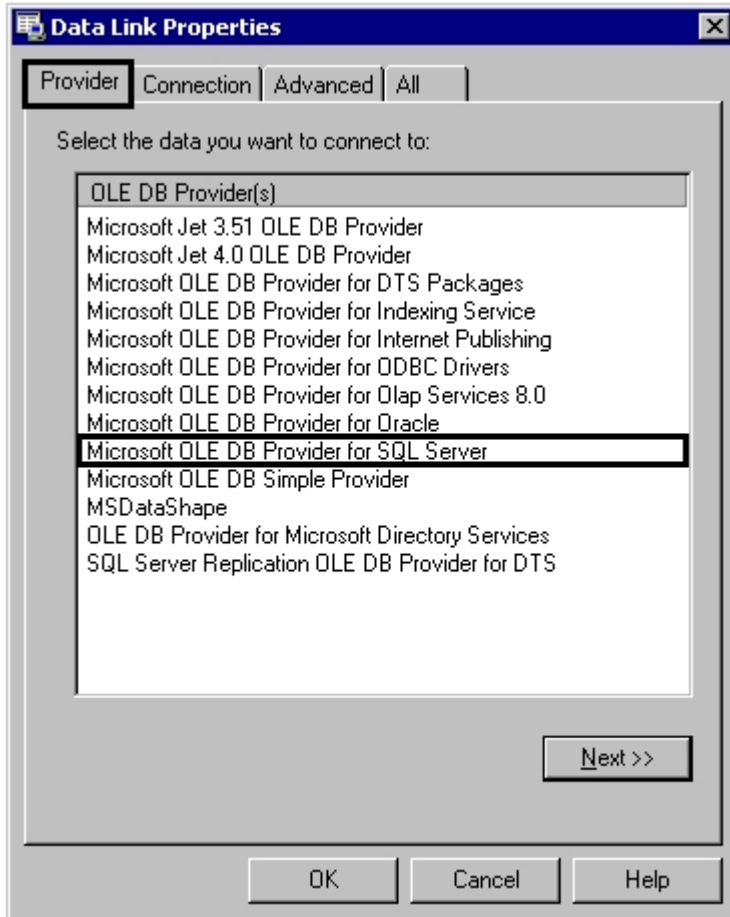 Data Link Properties
Provider Connection Advanced All
Select the data you want to connect to:
OLE DB Provider(s)
Microsoft Jet 3.51 OLE DB Provider
Microsoft Jet 4.0 OLE DB Provider
Microsoft OLE DB Provider for DTS Packages
Microsoft OLE DB Provider for Indexing Service
Microsoft OLE DB Provider for Internet Publishing
Microsoft OLE DB Provider for ODBC Drivers
Microsoft OLE DB Provider for Olap Services 8.0
Microsoft OLE DB Provider for Oracle
Microsoft OLE DB Provider for SQL Server
Microsoft OLE DB Simple Provider
MSDataShape
OLE DB Provider for Microsoft Directory Services
SQL Server Replication OLE DB Provider for DTS
Next >>
OK Cancel Help